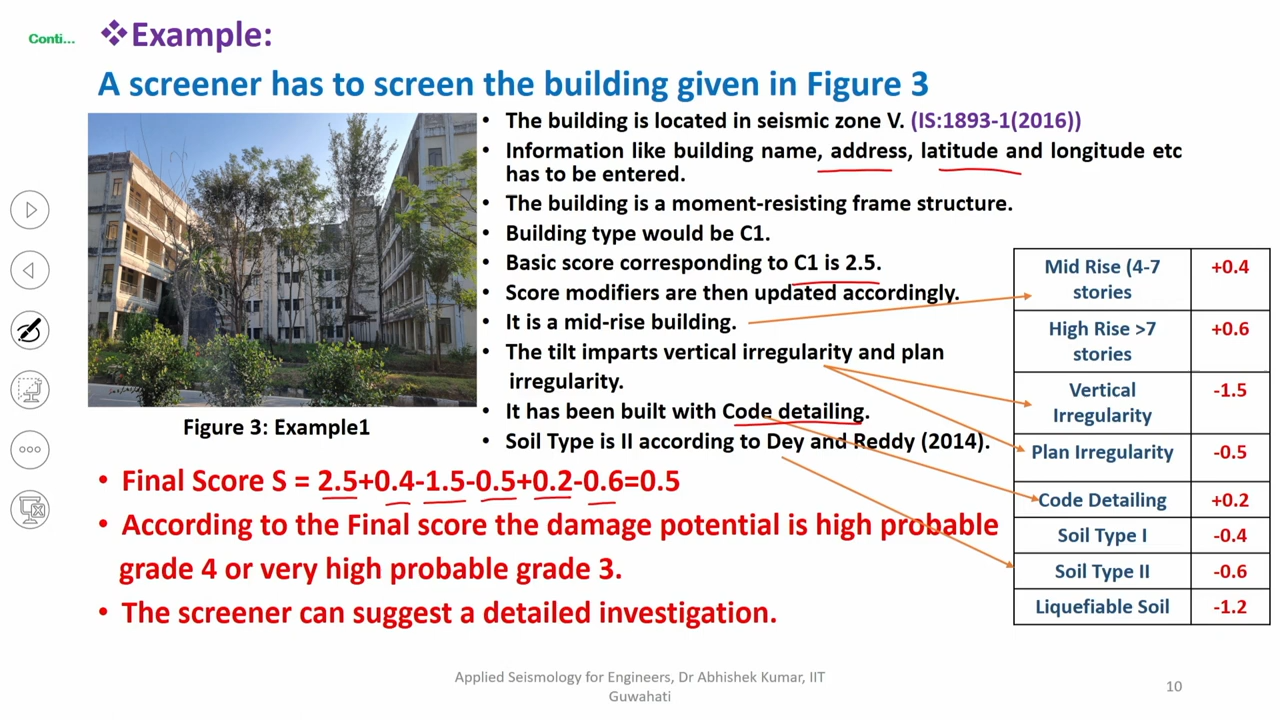 Conti...
❖Example:
A screener has to screen the building given in Figure 3
• The building is located in seismic zone V. (IS:1893-1(2016))
• Information like building name, address, latitude and longitude etc
has to be entered.
• The building is a moment-resisting frame structure.
• Building type would be C1.
• Basic score corresponding to C1 is 2.5.
• Score modifiers are then updated accordingly.
• It is a mid-rise building.
• The tilt imparts vertical irregularity and plan
irregularity.
• It has been built with Code detailing.
• Soil Type is II according to Dey and Reddy (2014).
Figure 3: Example1
Mid Rise (4-7
stories +0.4
High Rise >7
stories +0.6
Vertical
Irregularity -1.5
Plan Irregularity -0.5
Code Detailing +0.2
Soil Type I -0.4
Soil Type II -0.6
Liquefiable Soil -1.2
• Final Score S = 2.5+0.4-1.5-0.5+0.2-0.6=0.5
• According to the Final score the damage potential is high probable
grade 4 or very high probable grade 3.
• The screener can suggest a detailed investigation.
Applied Seismology for Engineers, Dr Abhishek Kumar, IIT
Guwahati
10